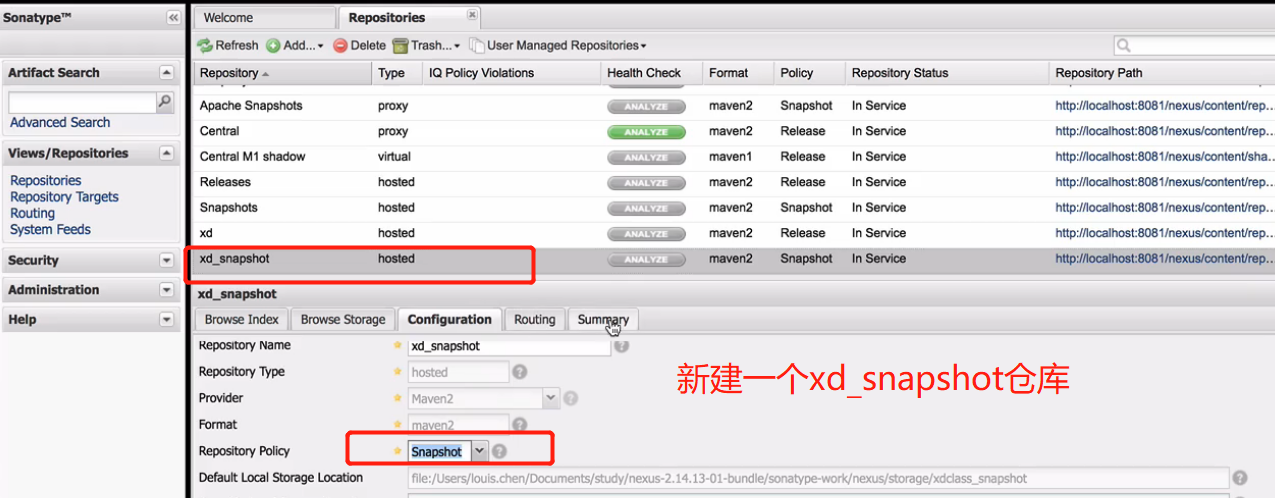 Sonatype™
Welcome
Repositories
Refresh Add... Delete Trash... User Managed Repositories
Artifact Search
Advanced Search
Views/Repositories
Repositories
Repository Targets
Routing
System Feeds
Security
Administration
Help
Repository Type IQ Policy Violations Health Check Format Policy Repository Status Repository Path
Apache Snapshots proxy ANALYZE maven2 Snapshot In Service http://localhost:8081/nexus/content/rep...
Central proxy ANALYZE maven2 Release In Service http://localhost:8081/nexus/content/rep...
Central M1 shadow virtual ANALYZE maven1 Release In Service http://localhost:8081/nexus/content/sha...
Releases hosted ANALYZE maven2 Release In Service http://localhost:8081/nexus/content/rep...
Snapshots hosted ANALYZE maven2 Snapshot In Service http://localhost:8081/nexus/content/rep...
xd hosted ANALYZE maven2 Release In Service http://localhost:8081/nexus/content/rep...
xd_snapshot hosted ANALYZE maven2 Snapshot In Service http://localhost:8081/nexus/content/rep...
xd_snapshot
Browse Index Browse Storage Configuration Routing Summary
Repository Name xd_snapshot
Repository Type hosted
Provider Maven2
Format maven2
Repository Policy Snapshot
Default Local Storage Location file:/Users/louis.chen/Documents/study/nexus-2.14.13-01-bundle/sonatype-work/nexus/storage/xdclass_snapshot
新建一个xd_snapshot仓库